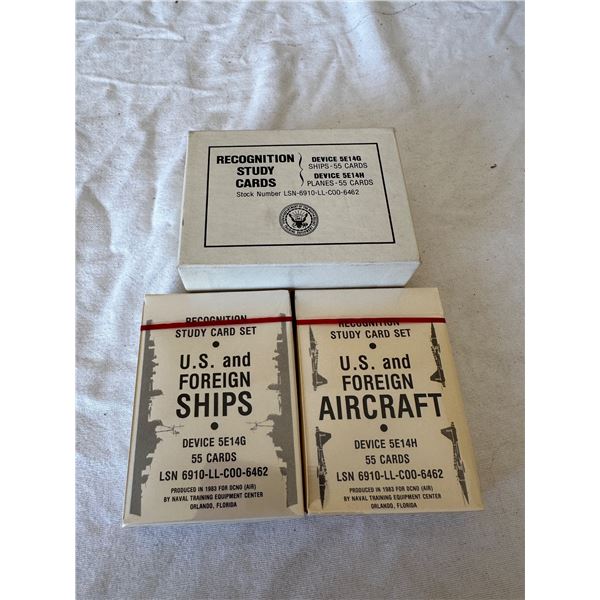 RECOGNITION STUDY CARDS
DEVICE 5E14G
SHIPS-55 CARDS
DEVICE 5E14H
PLANES-55 CARDS
Stock Number LSN-6910-LL-COO-6462
RECOGNITION
STUDY CARD SET
U.S. and
FOREIGN
SHIPS
DEVICE 5E14G
55 CARDS
LSN 6910-LL-COO-6462
PRODUCED IN 1983 FOR DCNO (AIR)
BY NAVAL TRAINING EQUIPMENT CENTER
ORLANDO, FLORIDA
RECOGNITION
STUDY CARD SET
U.S. and
FOREIGN
AIRCRAFT
DEVICE 5E14H
55 CARDS
LSN 6910-LL-COO-6462
PRODUCED IN 1983 FOR DCNO (AIR)
BY NAVAL TRAINING EQUIPMENT CENTER
ORLANDO, FLORIDA